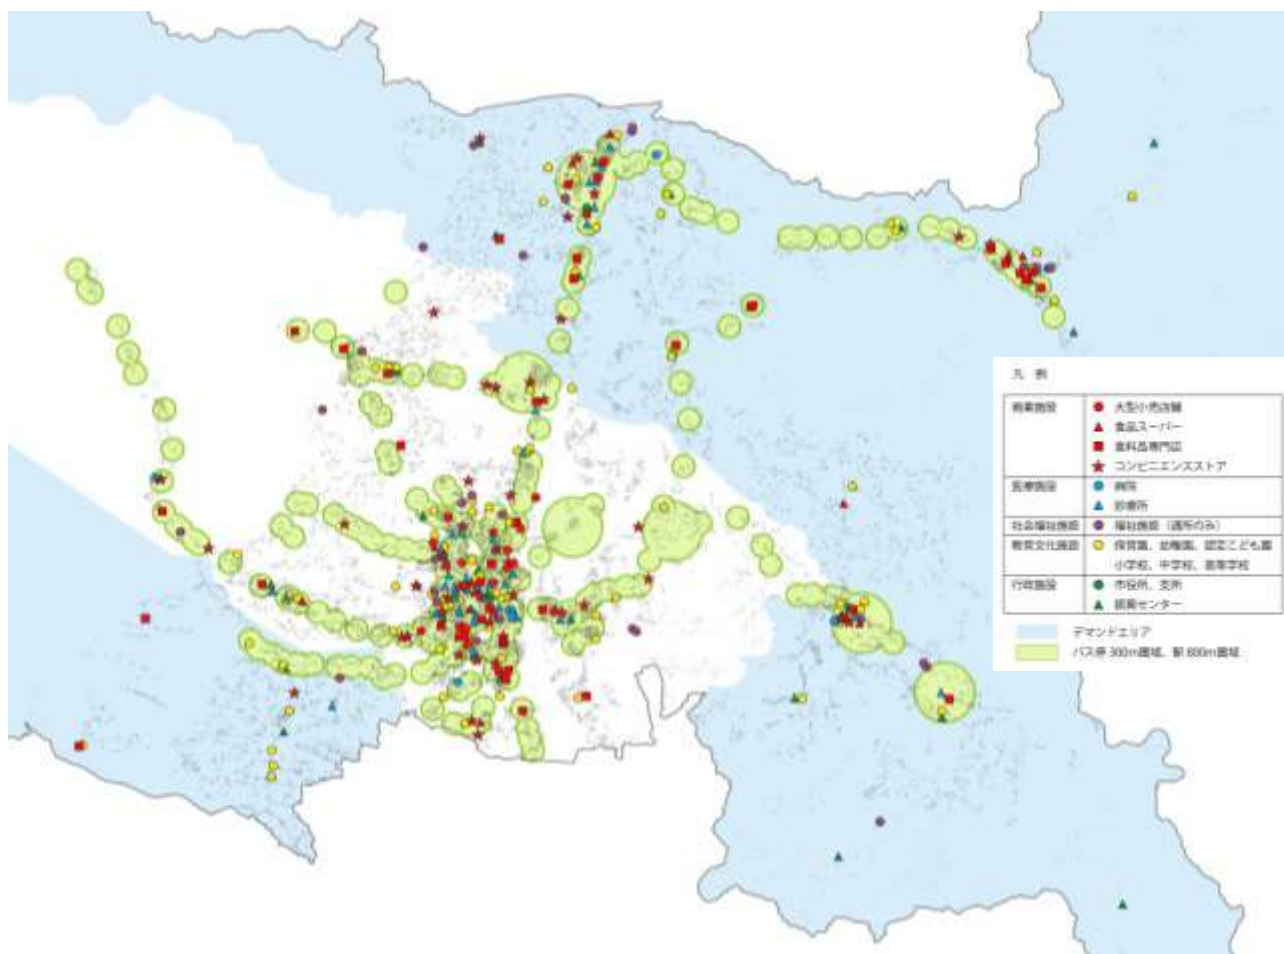 凡 例
商業施設 大型小売店舗
食品スーパー
食料品専門店
コンビニエンスストア
医療施設 病院
診療所
社会福祉施設 福祉施設(通所のみ)
教育文化施設 保育園、幼稚園、認定こども園
小学校、中学校、高等学校
行政施設 市役所、支所
振興センター
デマンドエリア
バス停 300m圏域、駅 800m圏域